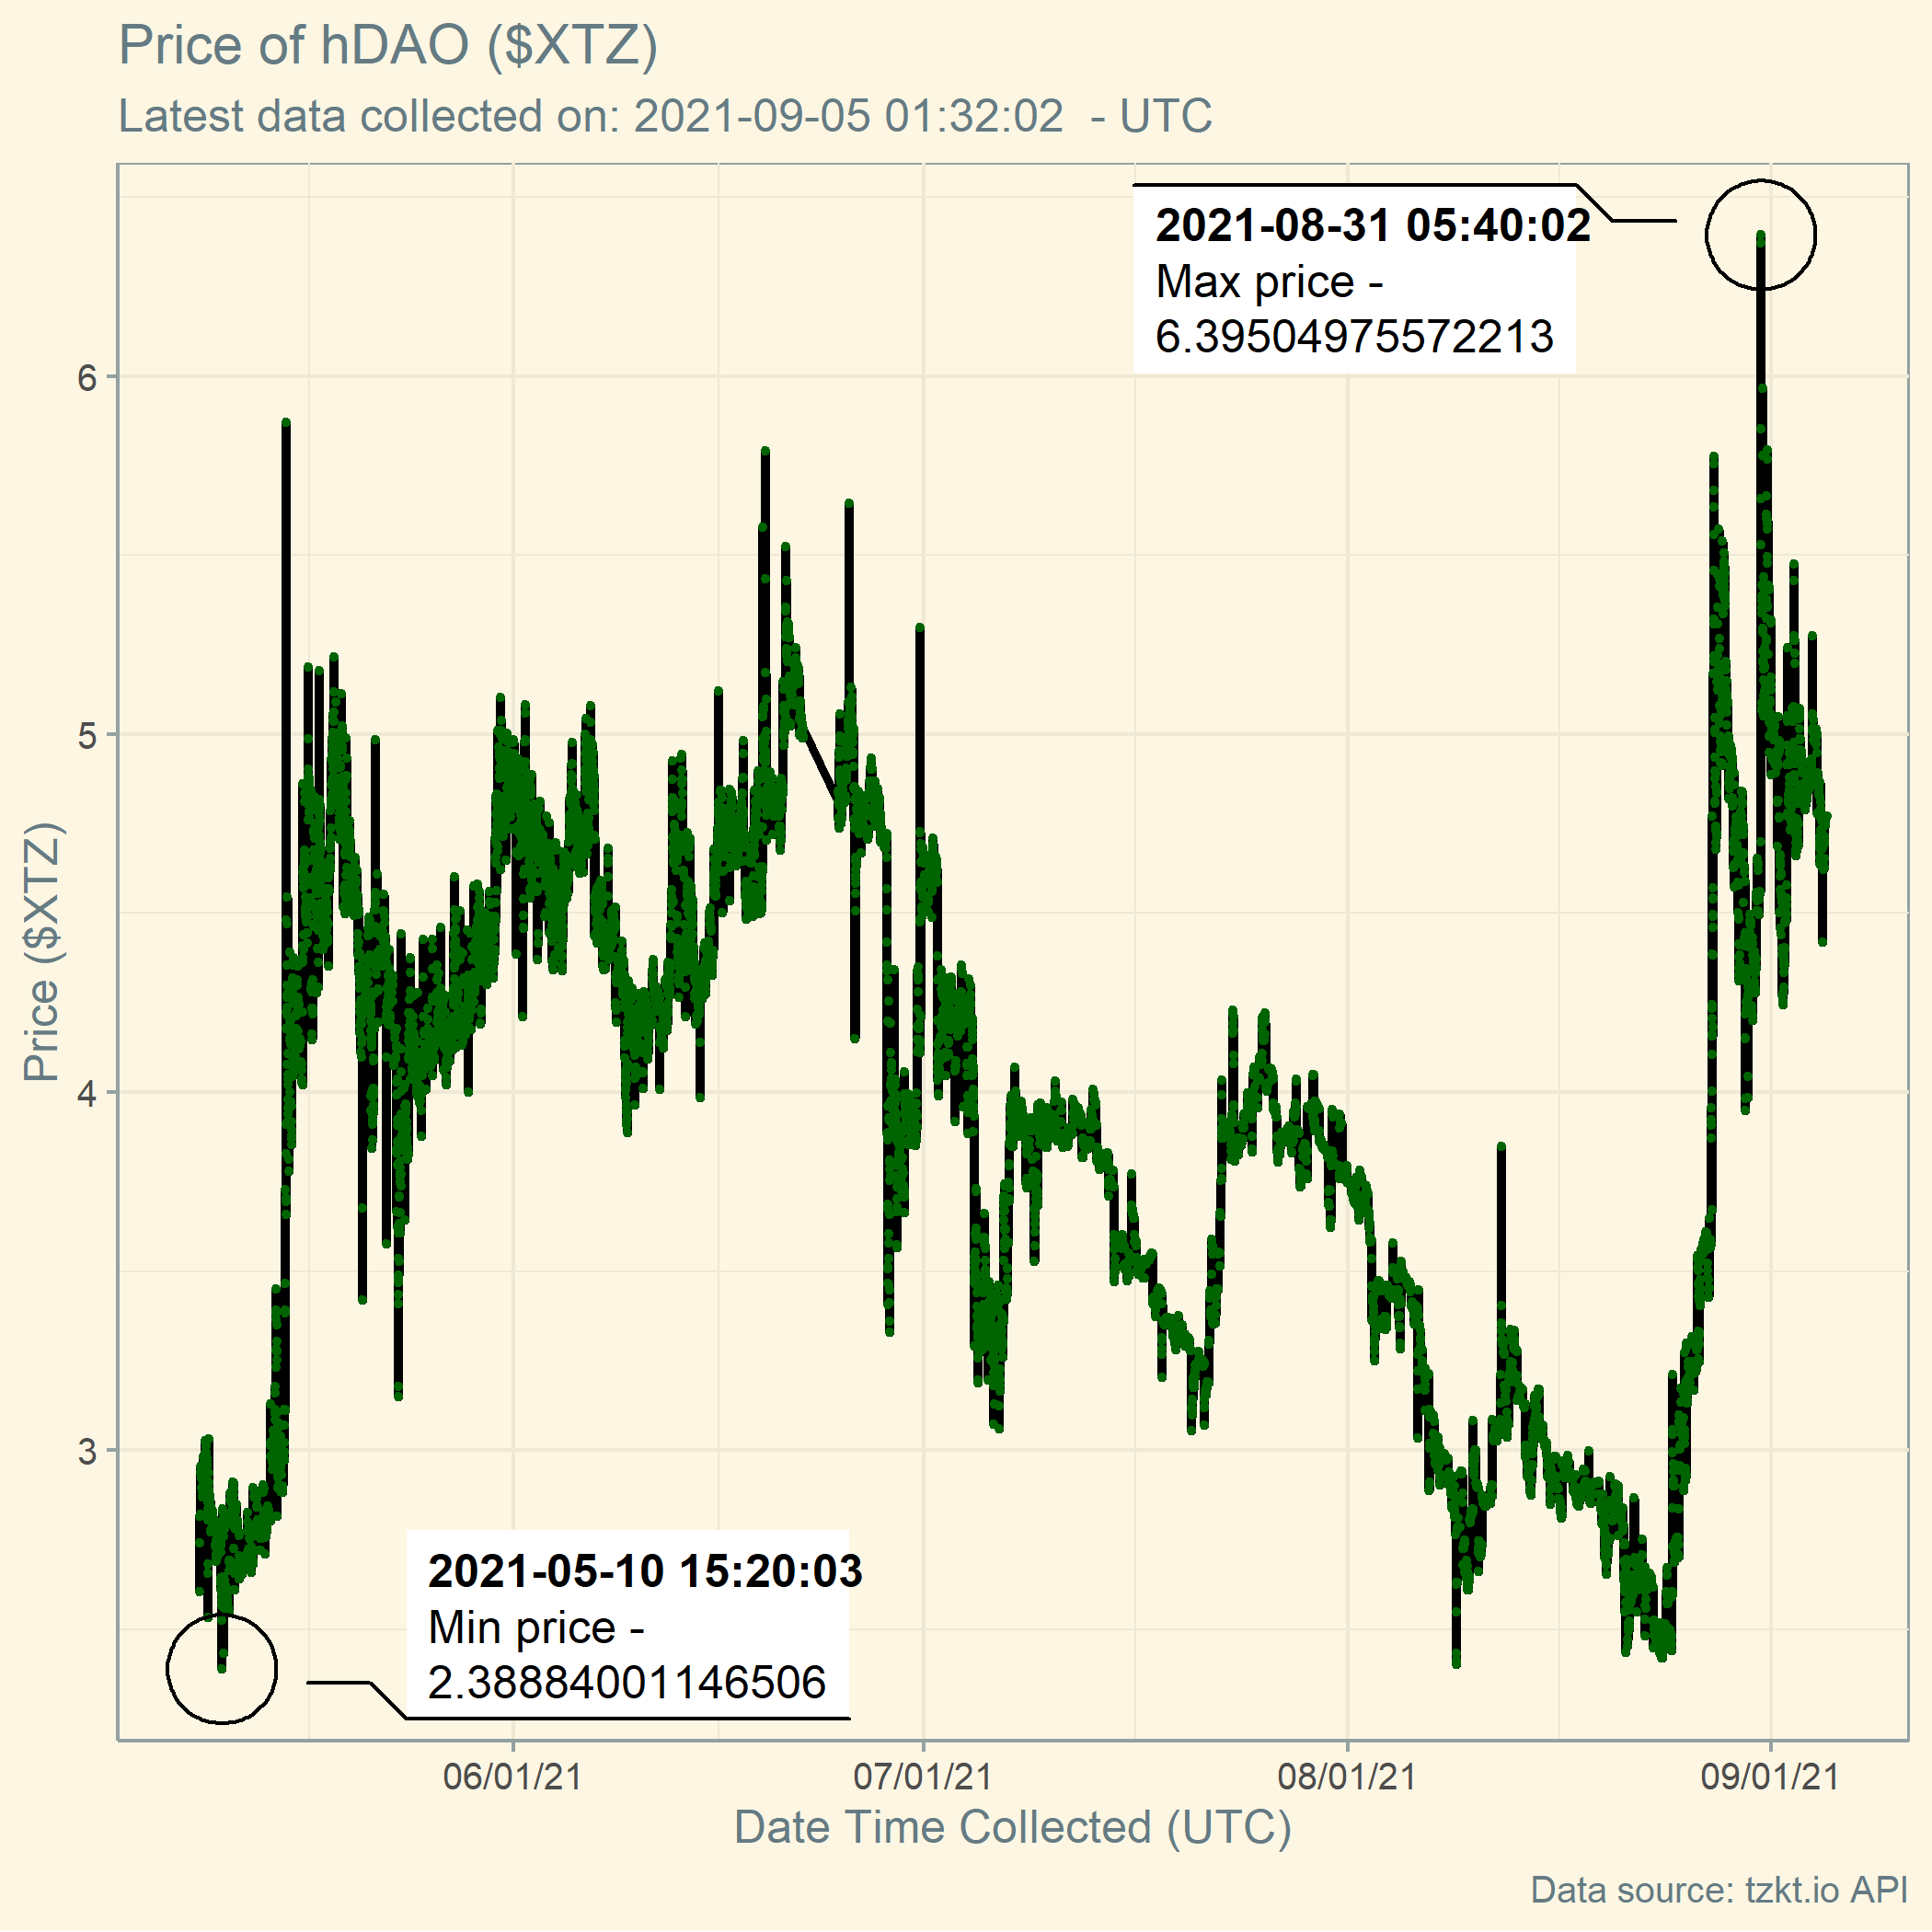 Price of hDAO ($XTZ)
Latest data collected on: 2021-09-05 01:32:02  - UTC
2021-08-31 05:40:02
Max price -
6.39504975572213
6
5
4
3
Price ($XTZ)
2021-05-10 15:20:03
Min price -
2.38884001146506
06/01/21
07/01/21
08/01/21
09/01/21
Date Time Collected (UTC)
Data source: tzkt.io API